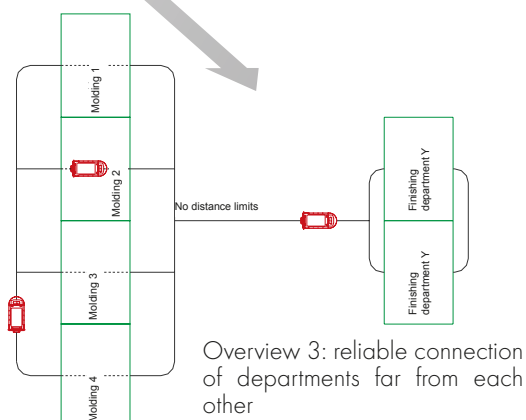 Molding 1
Molding 2
No distance limits
Molding 3
Molding 4
Finishing
department Y
Finishing
department Y
Overview 3: reliable connection
of departments far from each
other